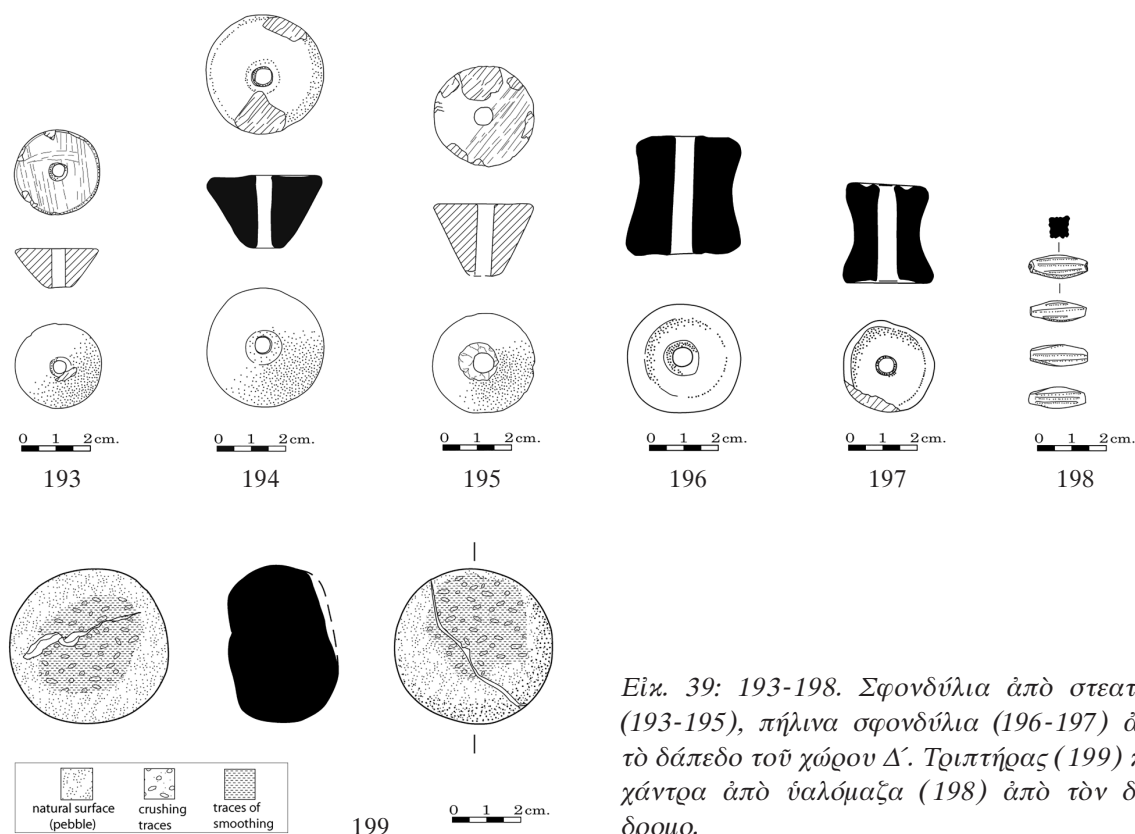 0 1 2cm. 0 1 2cm. 0 1 2cm. 0 1 2cm. 0 1 2cm. 0 1 2cm.
193 194 195 196 197 198
natural surface (pebble)
crushing traces
traces of smoothing
0 1 2cm.
199
Εἰκ. 39: 193-198. Σφονδύλια ἀπὸ στεατ
(193-195), πήλινα σφονδύλια (196-197) ἀ
τὸ δάπεδο τοῦ χώρου Δ´. Τριπτήρας (199) κ
χάντρα ἀπὸ ὑαλόμαζα (198) ἀπὸ τὸν δ
δρομο.